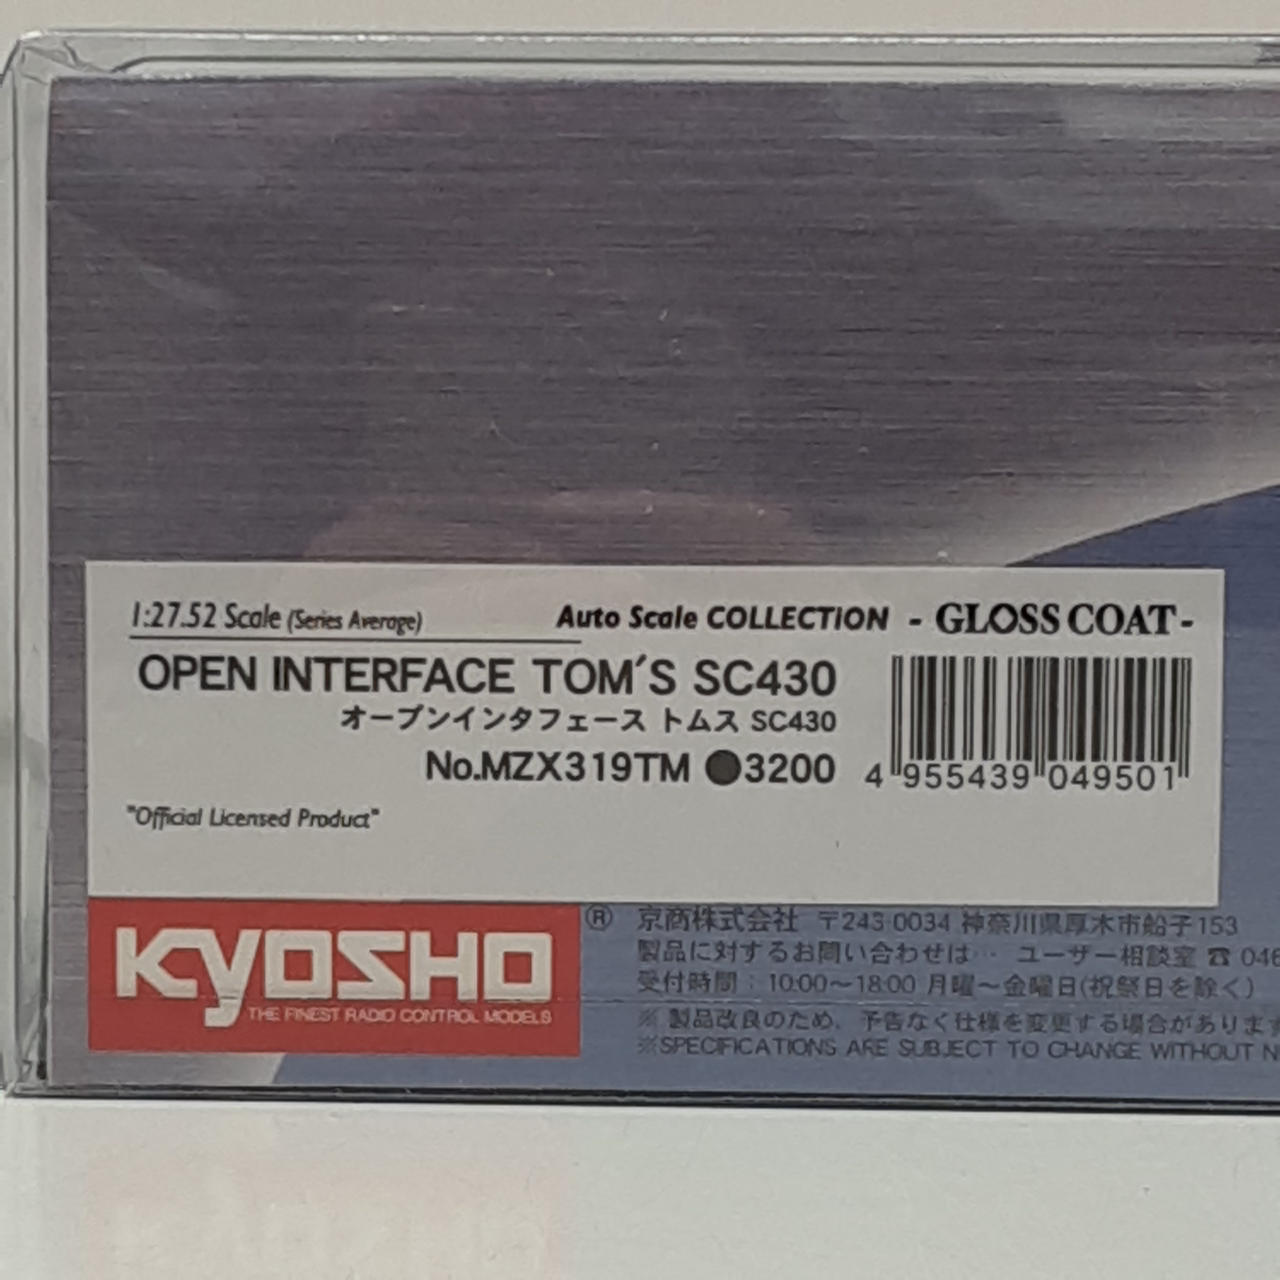 1:27.52 Scale (Series Average)
Auto Scale COLLECTION - GLOSS COAT -
OPEN INTERFACE TOM'S SC430
オープンインタフェース トムス SC430
No.MZX319TM ●3200
4 955439 049501
"Official Licensed Product"
KYOSHO ®
THE FINEST RADIO CONTROL MODELS
京商株式会社 〒243-0034 神奈川県厚木市船子153
製品に対するお問い合わせは… ユーザー相談室 ☎ 046
受付時間：10:00〜18:00 月曜〜金曜日(祝祭日を除く)
※ 製品改良のため、予告なく仕様を変更する場合がありま
※SPECIFICATIONS ARE SUBJECT TO CHANGE WITHOUT